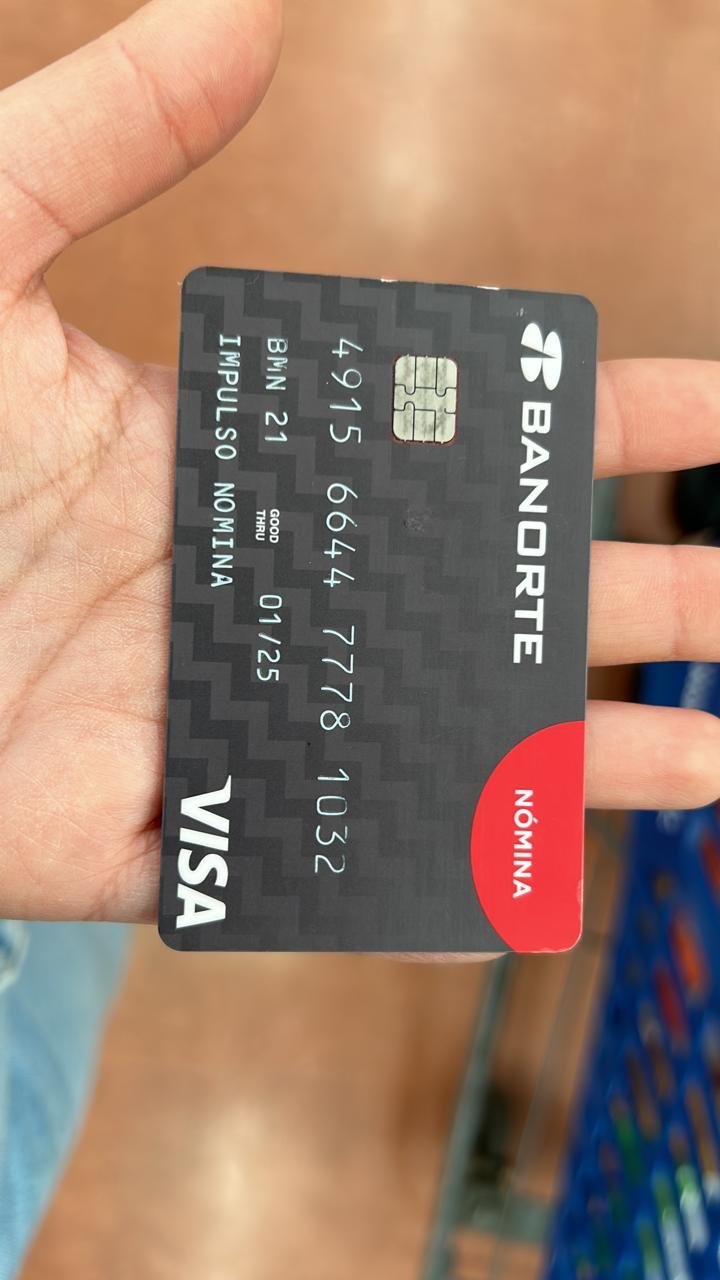 BANORTE
NÓMINA
4915 6644 7778 1032
BMN 21 GOOD THRU 01/25
IMPULSO NOMINA
VISA